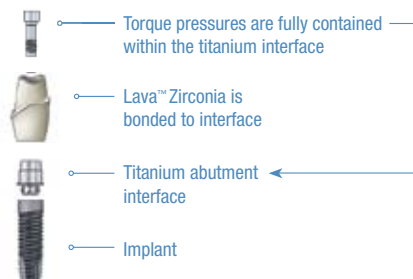 Torque pressures are fully contained
within the titanium interface
Lava™ Zirconia is
bonded to interface
Titanium abutment
interface
Implant